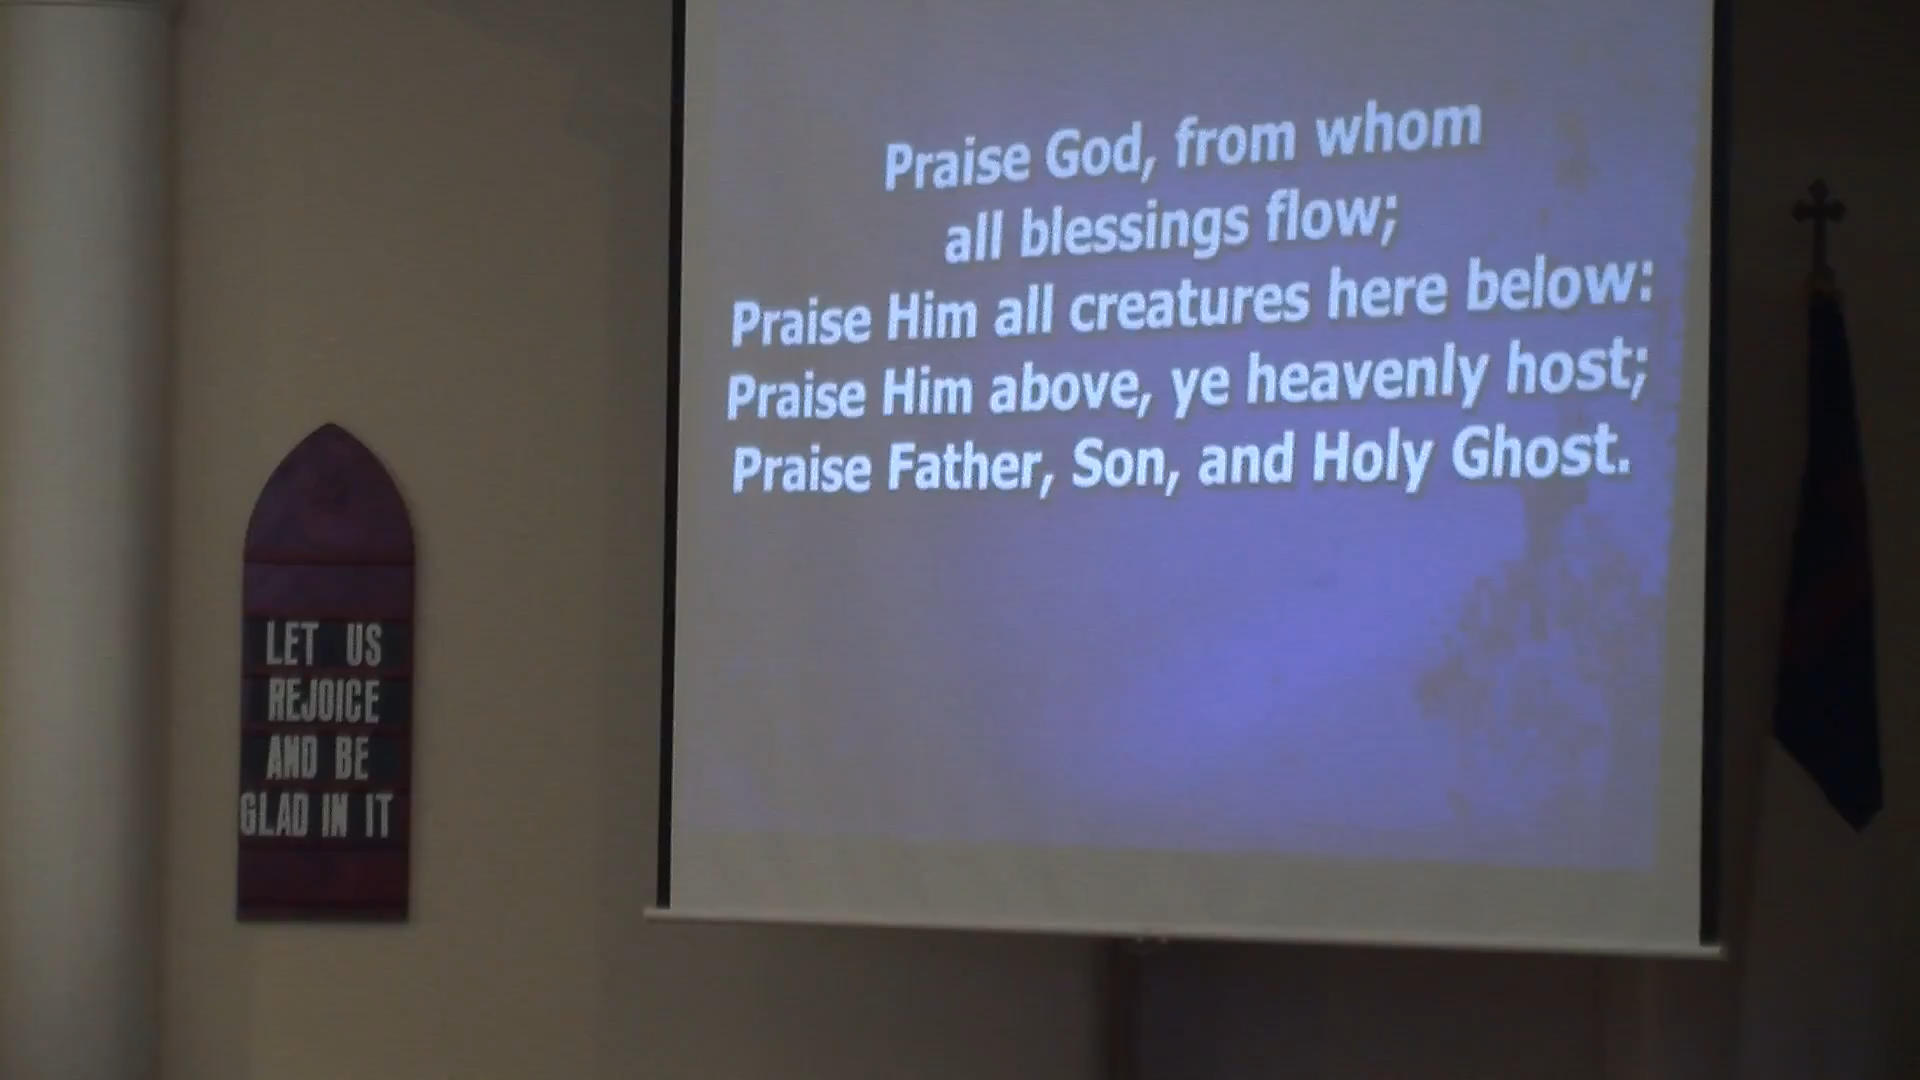 Praise God, from whom
all blessings flow;
Praise Him all creatures here below:
Praise Him above, ye heavenly host;
Praise Father, Son, and Holy Ghost.
LET US
REJOICE
AND BE
GLAD IN IT